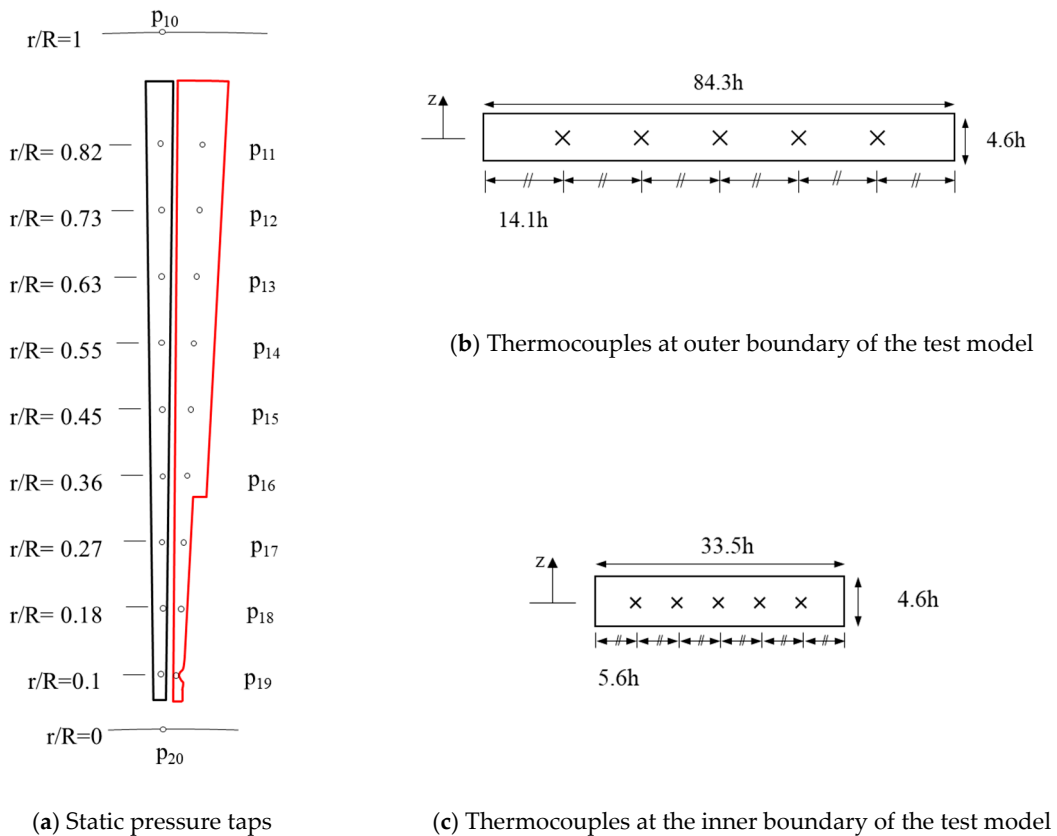 p₁₀
r/R=1
r/R= 0.82 p₁₁
r/R= 0.73 p₁₂
r/R= 0.63 p₁₃
r/R= 0.55 p₁₄
r/R= 0.45 p₁₅
r/R= 0.36 p₁₆
r/R= 0.27 p₁₇
r/R= 0.18 p₁₈
r/R=0.1 p₁₉
r/R=0
p₂₀
(a) Static pressure taps
84.3h
z
4.6h
14.1h
(b) Thermocouples at outer boundary of the test model
33.5h
z
4.6h
5.6h
(c) Thermocouples at the inner boundary of the test model